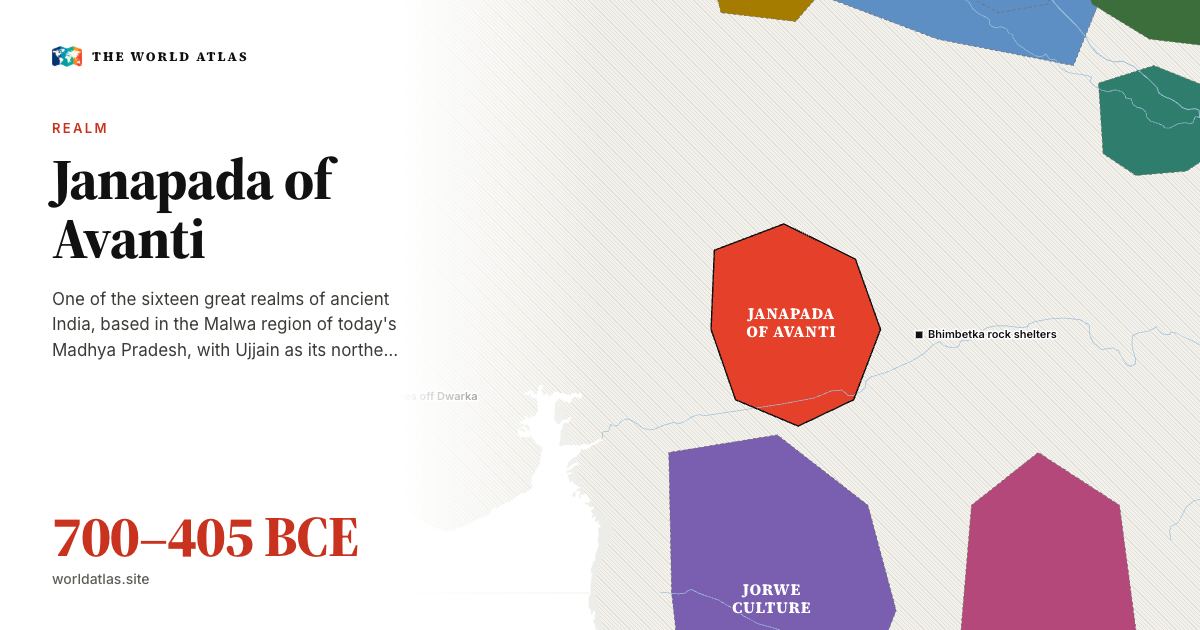 THE WORLD ATLAS
REALM
Janapada of
Avanti
One of the sixteen great realms of ancient
India, based in the Malwa region of today's
Madhya Pradesh, with Ujjain as its northe...
700–405 BCE
worldatlas.site
JANAPADA
OF AVANTI
Bhimbetka rock shelters
off Dwarka
JORWE
CULTURE